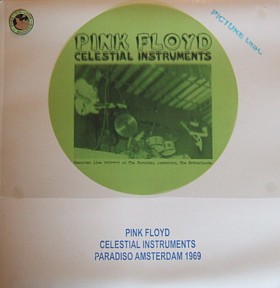 PICTURE DISC
PINK FLOYD
CELESTIAL INSTRUMENTS
PINK FLOYD
CELESTIAL INSTRUMENTS
PARADISO AMSTERDAM 1969